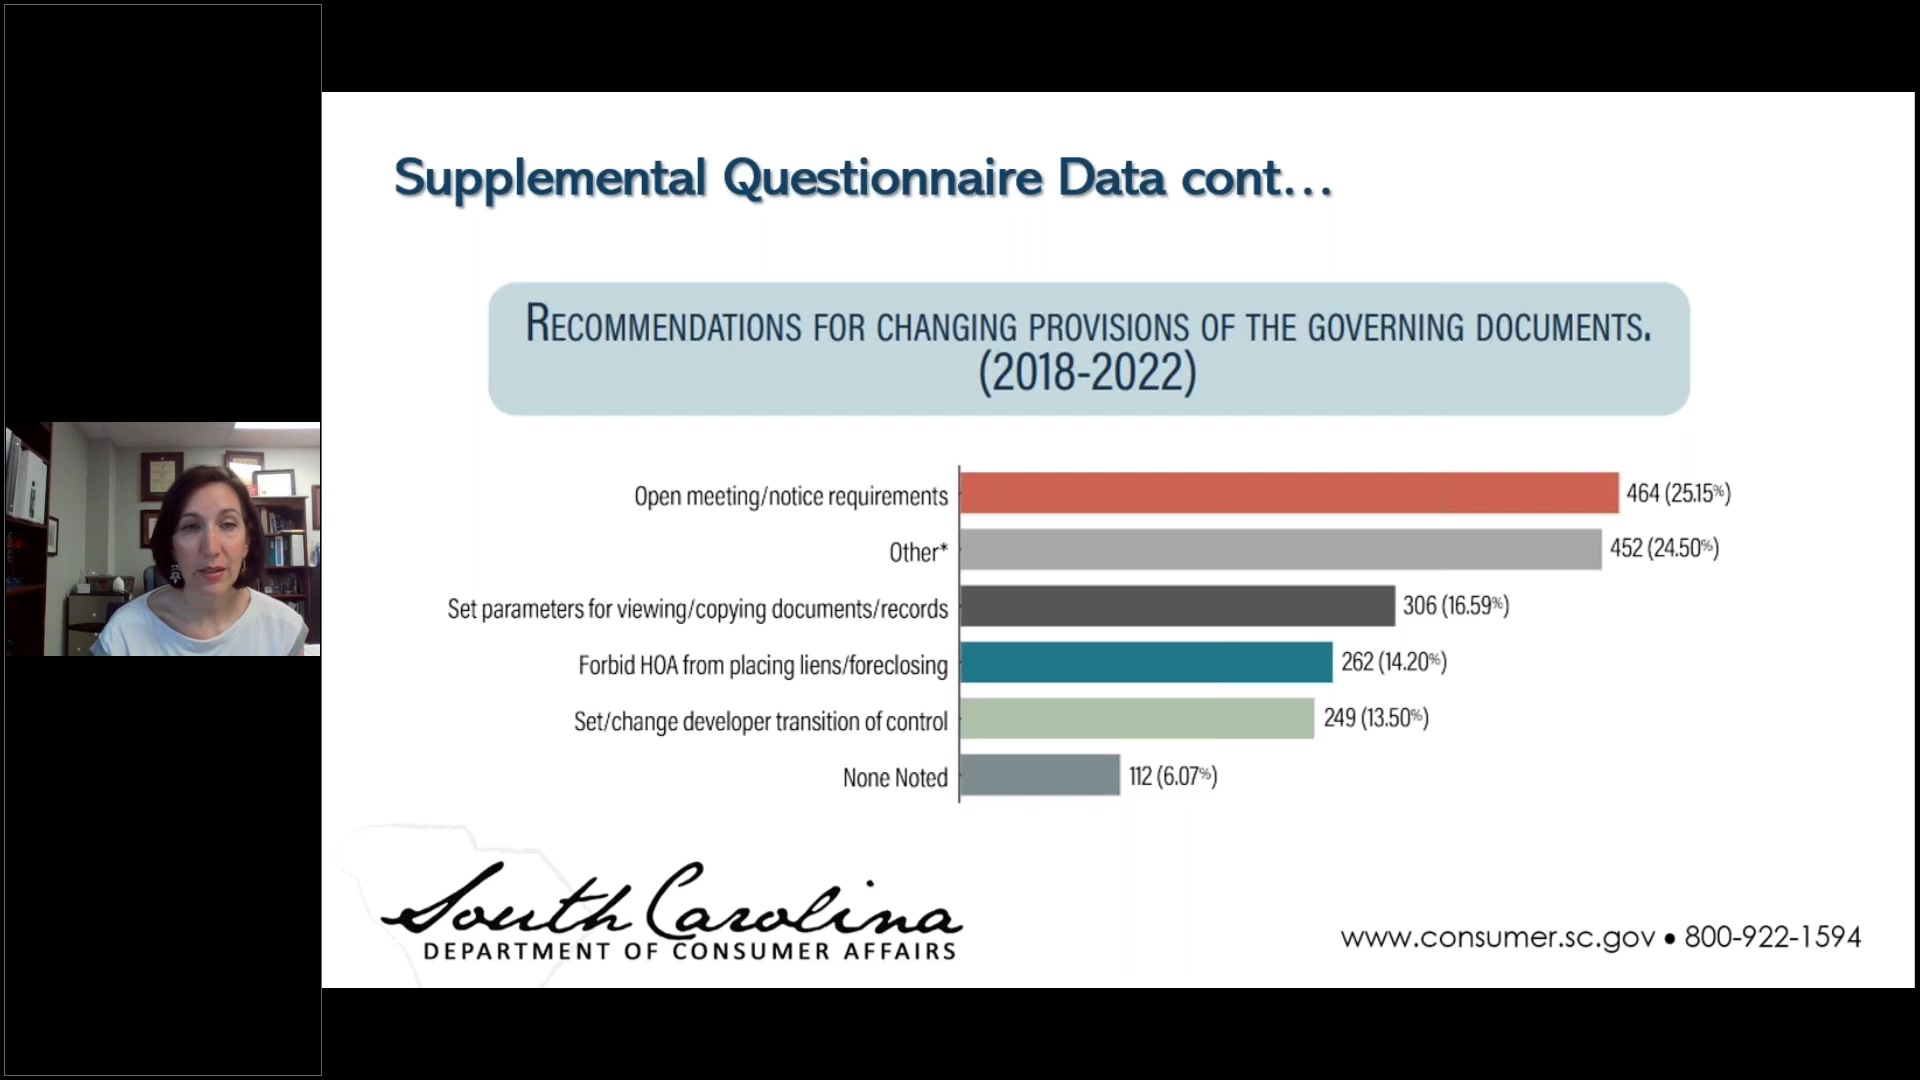 Supplemental Questionnaire Data cont...
RECOMMENDATIONS FOR CHANGING PROVISIONS OF THE GOVERNING DOCUMENTS.
(2018-2022)
Open meeting/notice requirements 464 (25.15%)
Other* 452 (24.50%)
Set parameters for viewing/copying documents/records 306 (16.59%)
Forbid HOA from placing liens/foreclosing 262 (14.20%)
Set/change developer transition of control 249 (13.50%)
None Noted 112 (6.07%)
South Carolina
DEPARTMENT OF CONSUMER AFFAIRS
www.consumer.sc.gov • 800-922-1594